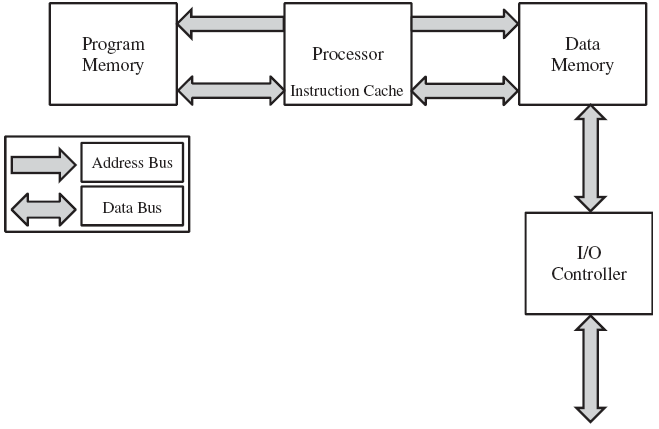 Program
Memory
Processor
Instruction Cache
Data
Memory
Address Bus
Data Bus
I/O
Controller